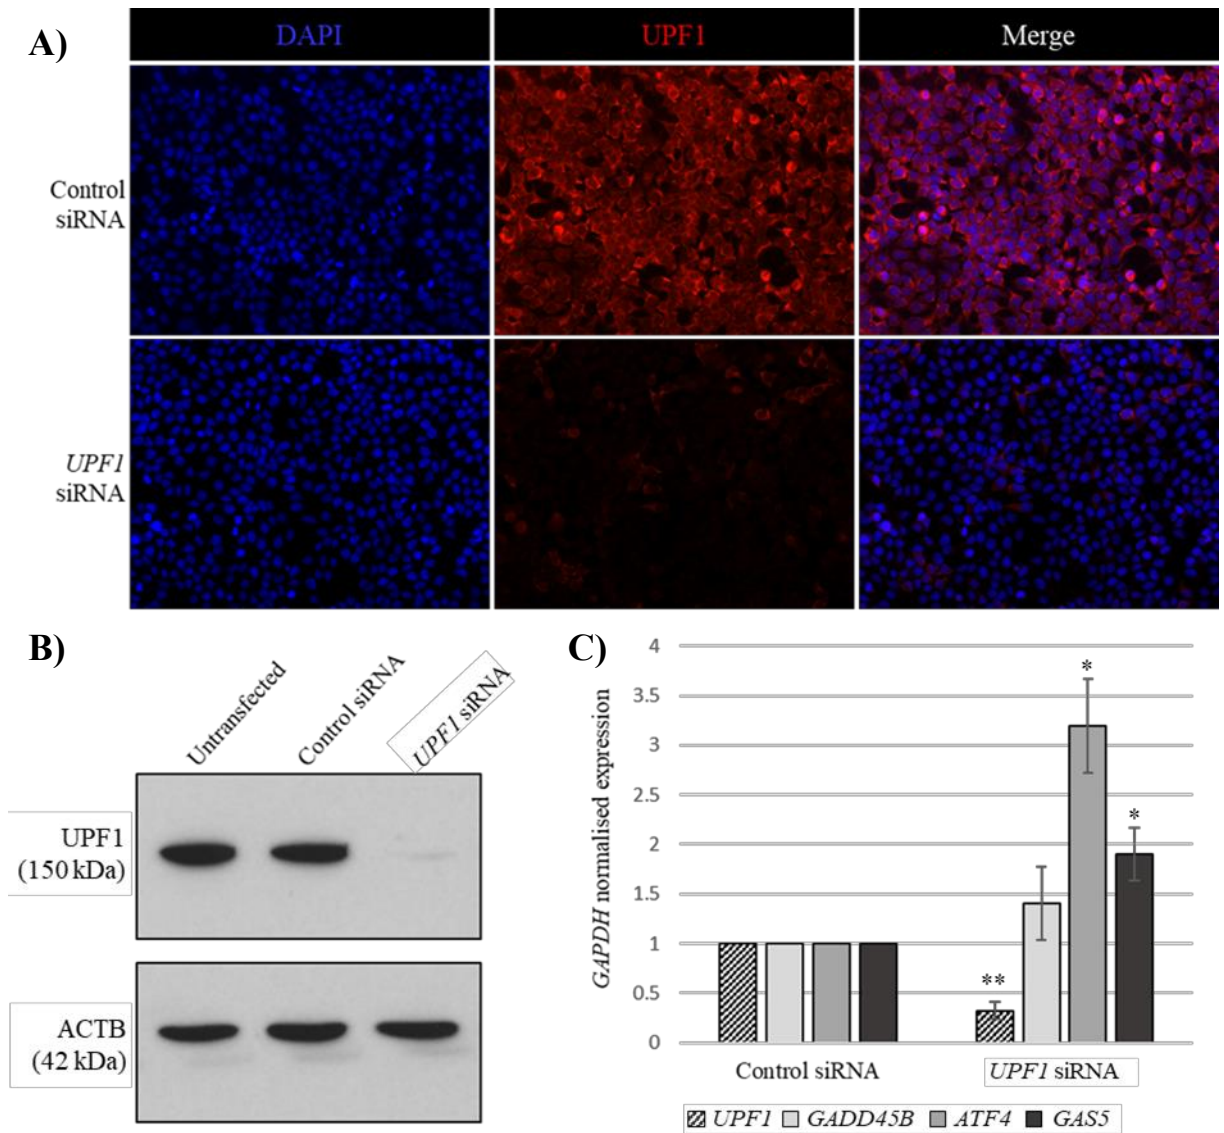 A)
DAPI
UPF1
Merge
Control
siRNA
UPF1
siRNA
B)
Untransfected
Control siRNA
UPF1 siRNA
UPF1
(150 kDa)
ACTB
(42 kDa)
C)
GAPDH normalised expression
4
3.5
3
2.5
2
1.5
1
0.5
0
**
*
*
Control siRNA
UPF1 siRNA
UPF1 GADD45B ATF4 GAS5